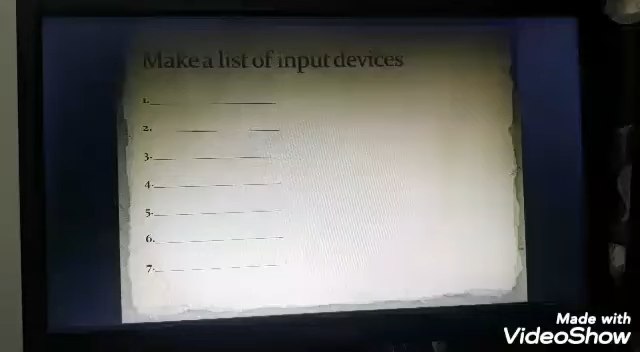 Make a list of input devices
1.
2.
3.
4.
5.
6.
7.
Made with
VideoShow